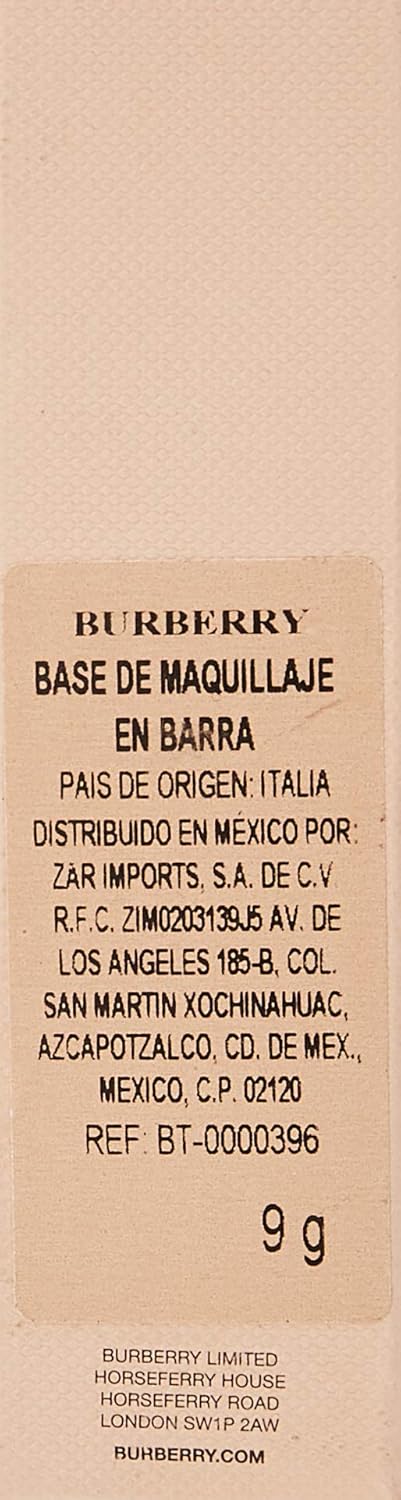 BURBERRY
BASE DE MAQUILLAJE
EN BARRA
PAIS DE ORIGEN: ITALIA
DISTRIBUIDO EN MÉXICO POR:
ZAR IMPORTS, S.A. DE C.V
R.F.C. ZIM0203139J5 AV. DE
LOS ANGELES 185-B, COL.
SAN MARTIN XOCHINAHUAC,
AZCAPOTZALCO, CD. DE MEX.,
MEXICO, C.P. 02120
REF: BT-0000396
9 g
BURBERRY LIMITED
HORSEFERRY HOUSE
HORSEFERRY ROAD
LONDON SW1P 2AW
BURBERRY.COM